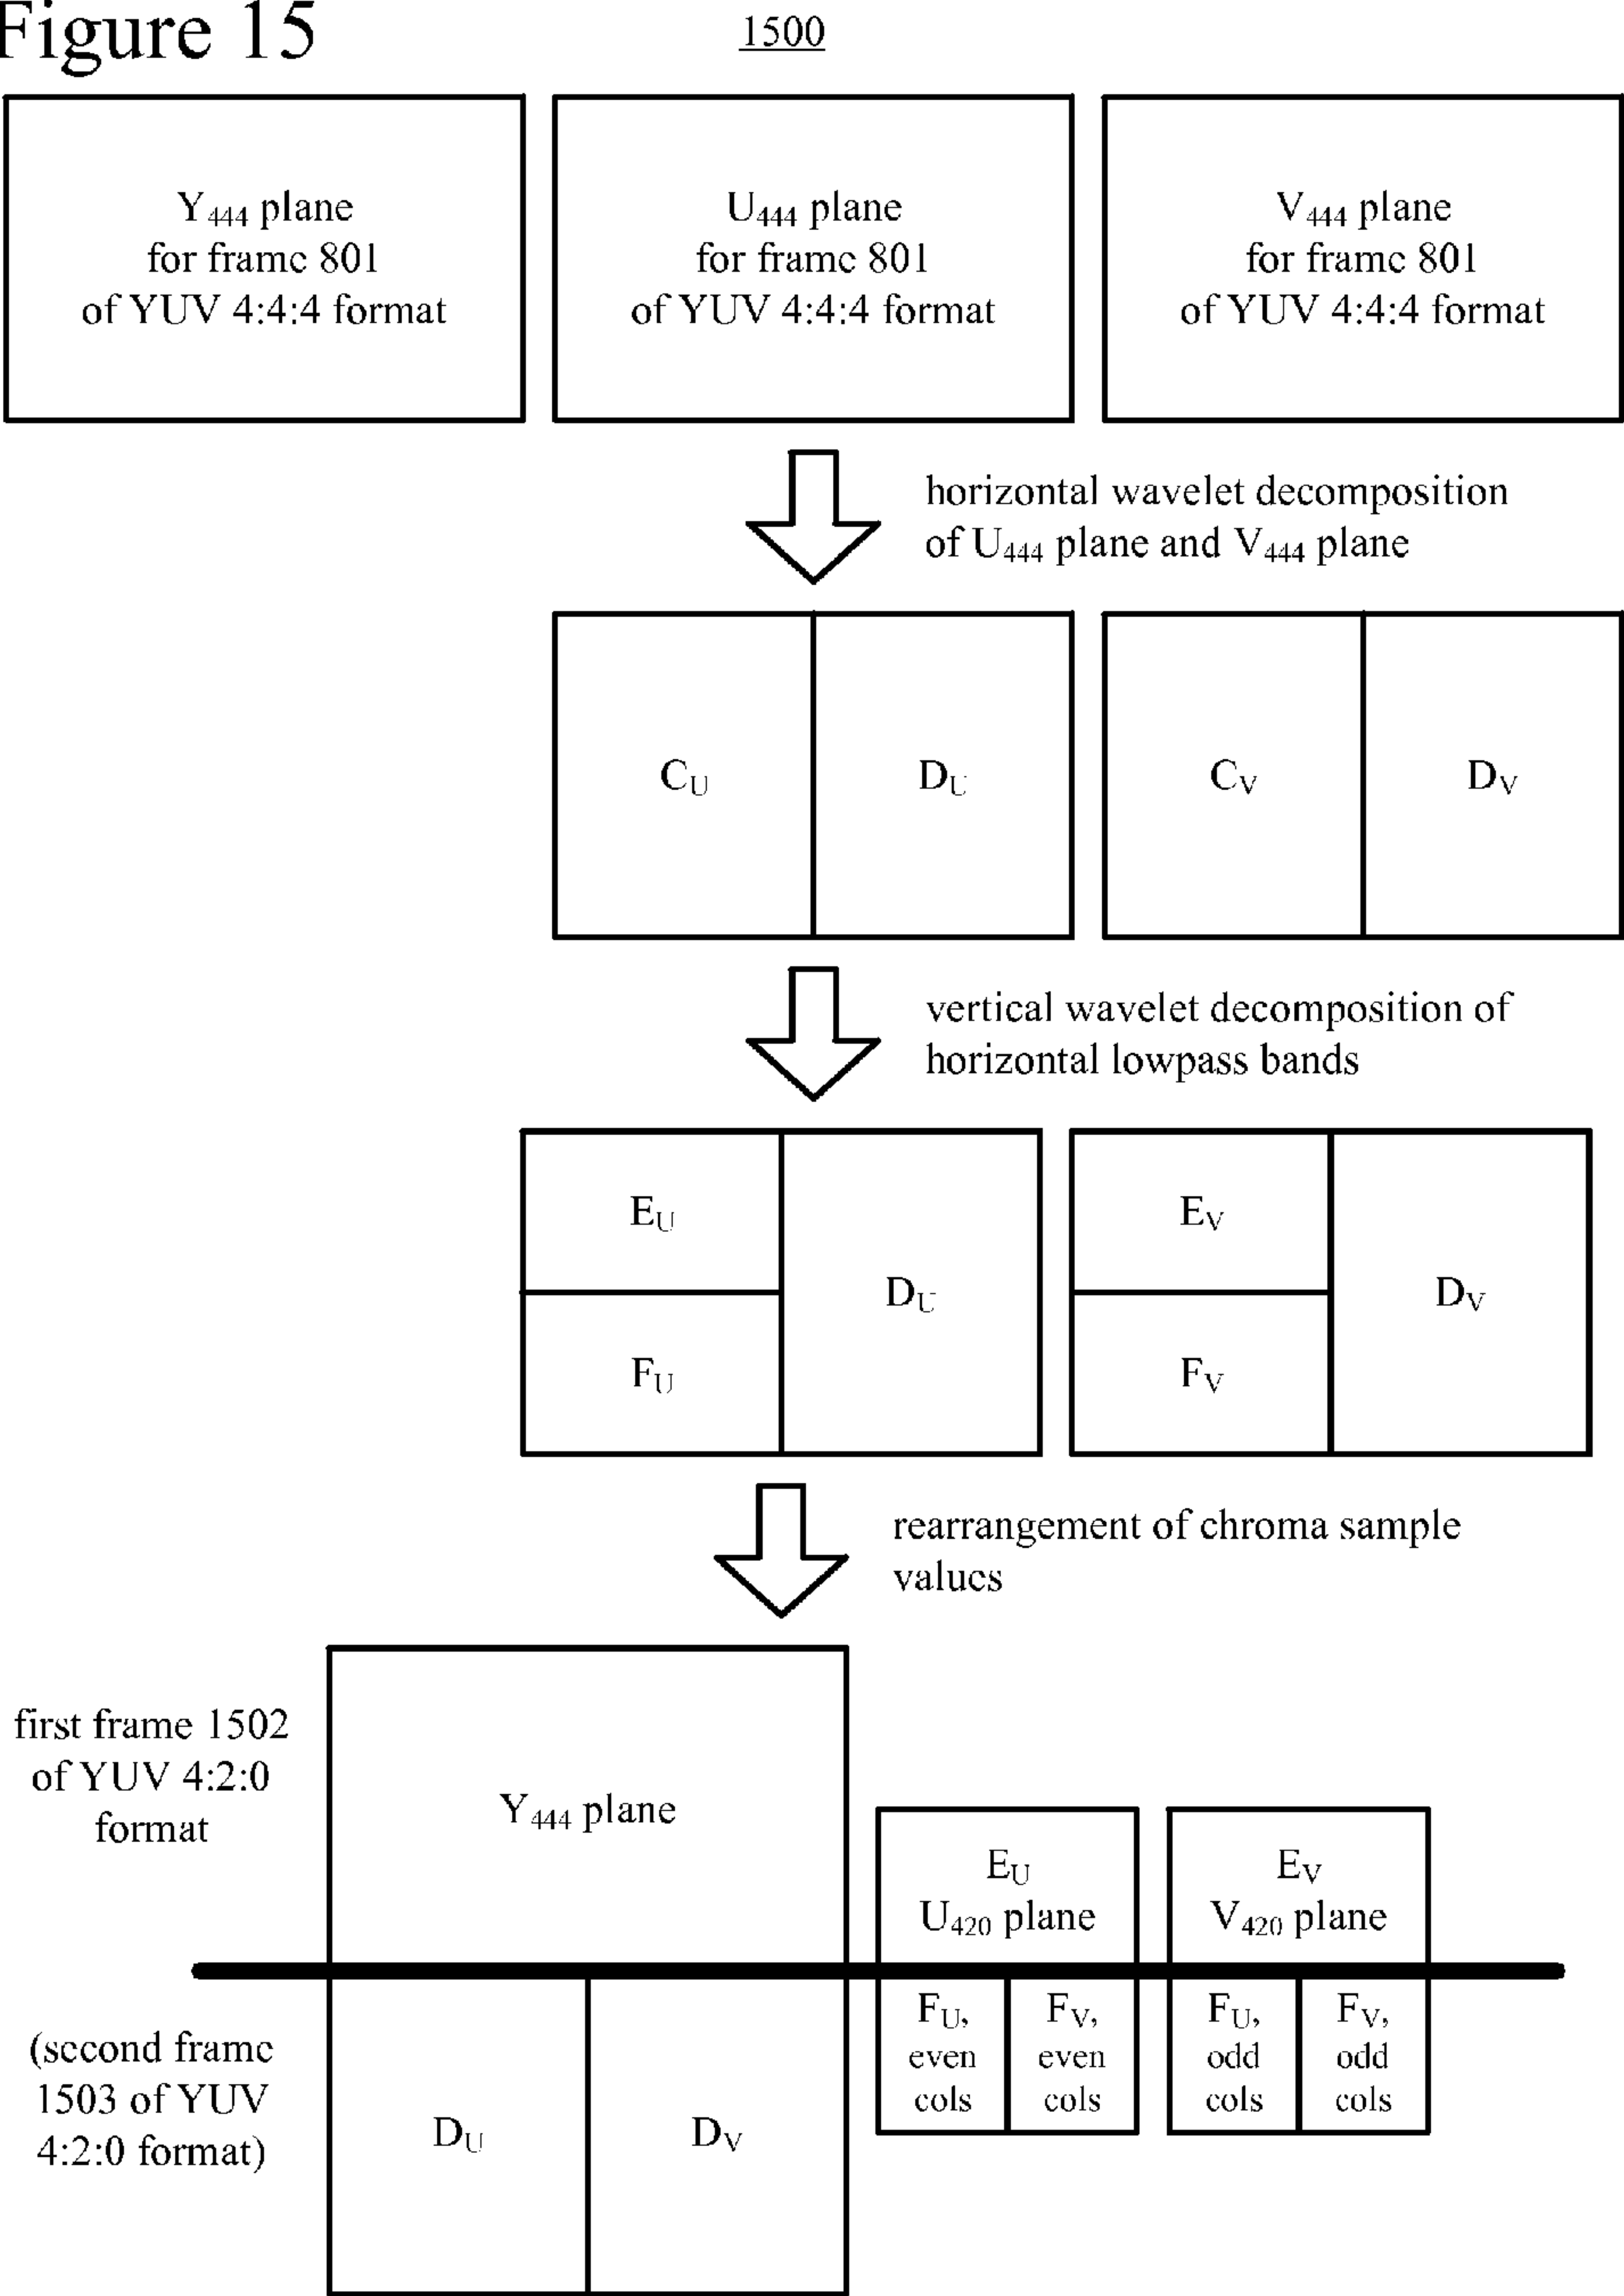 Figure 15
1500
Y444 plane
for frame 801
of YUV 4:4:4 format
U444 plane
for frame 801
of YUV 4:4:4 format
V444 plane
for frame 801
of YUV 4:4:4 format
horizontal wavelet decomposition
of U444 plane and V444 plane
CU
DU
CV
DV
vertical wavelet decomposition of
horizontal lowpass bands
EU
FU
DU
EV
FV
DV
rearrangement of chroma sample
values
first frame 1502
of YUV 4:2:0
format
Y444 plane
EU
U420 plane
EV
V420 plane
(second frame
1503 of YUV
4:2:0 format)
DU
DV
FU,
even
cols
FV,
even
cols
FU,
odd
cols
FV,
odd
cols